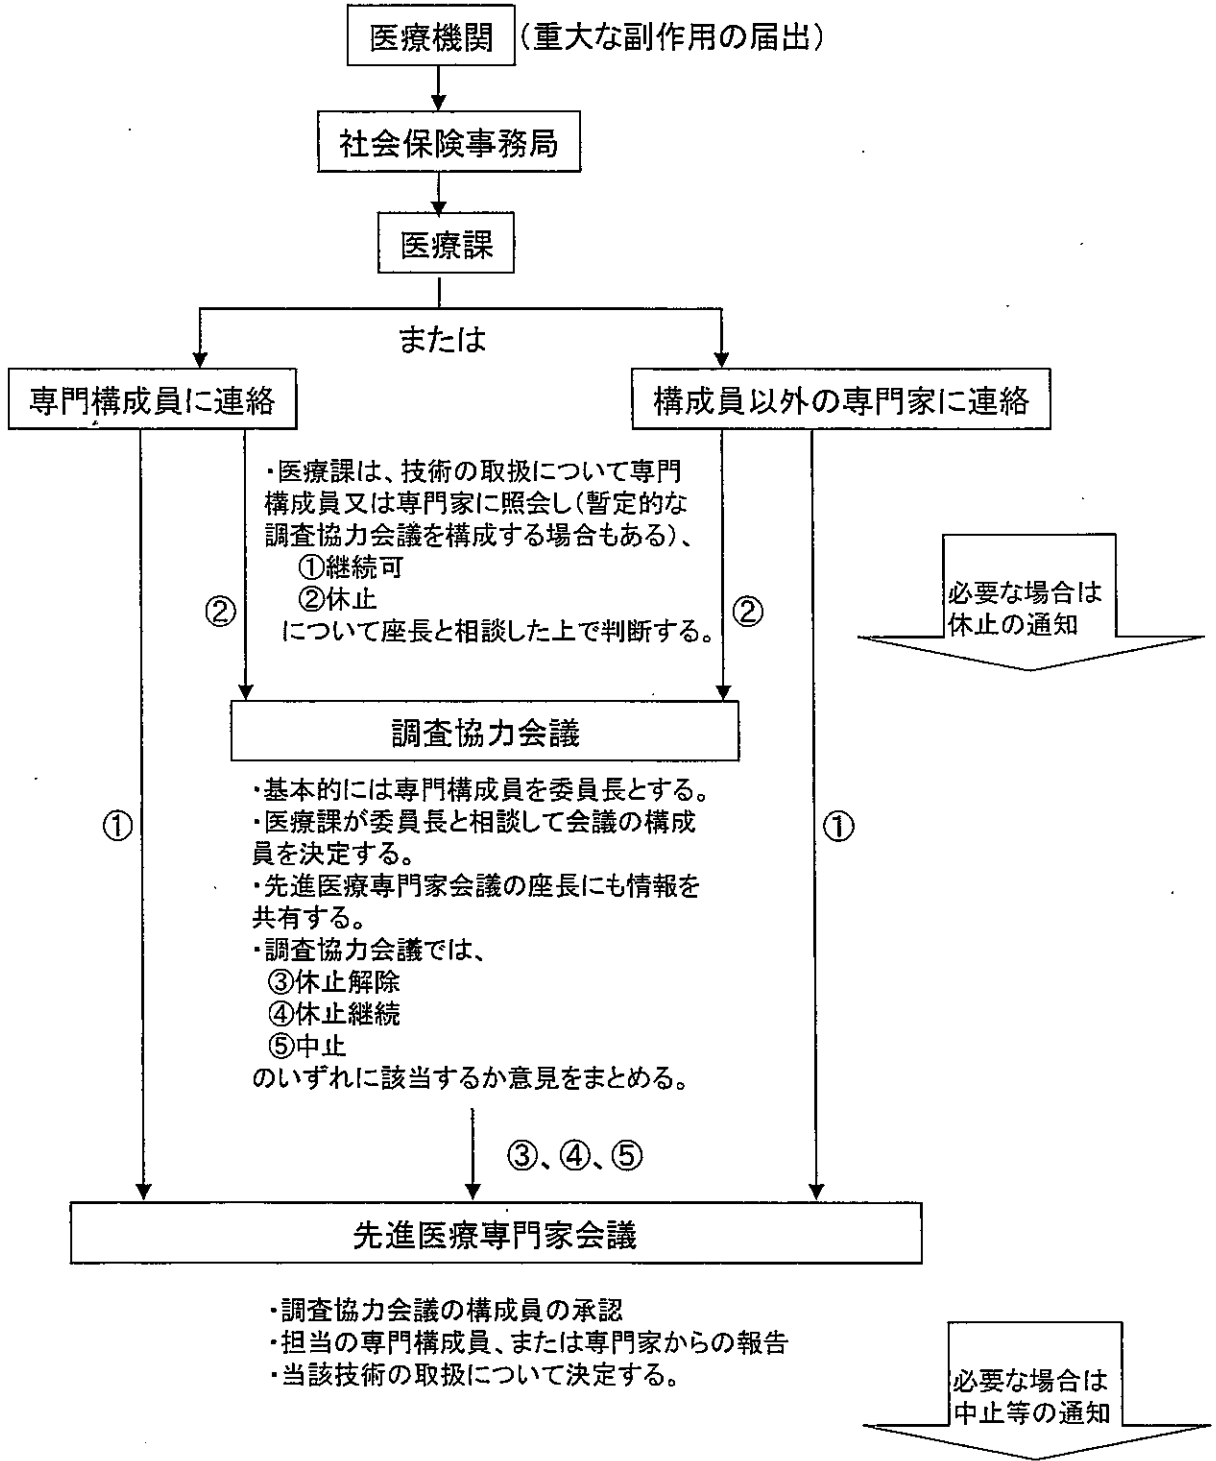 医療機関 (重大な副作用の届出)
社会保険事務局
医療課
または
専門構成員に連絡
構成員以外の専門家に連絡
・医療課は、技術の取扱について専門
構成員又は専門家に照会し(暫定的な
調査協力会議を構成する場合もある)、
①継続可
②休止
について座長と相談した上で判断する。
②
②
必要な場合は
休止の通知
調査協力会議
・基本的には専門構成員を委員長とする。
・医療課が委員長と相談して会議の構成
員を決定する。
・先進医療専門家会議の座長にも情報を
共有する。
・調査協力会議では、
③休止解除
④休止継続
⑤中止
のいずれに該当するか意見をまとめる。
①
①
③、④、⑤
先進医療専門家会議
・調査協力会議の構成員の承認
・担当の専門構成員、または専門家からの報告
・当該技術の取扱について決定する。
必要な場合は
中止等の通知